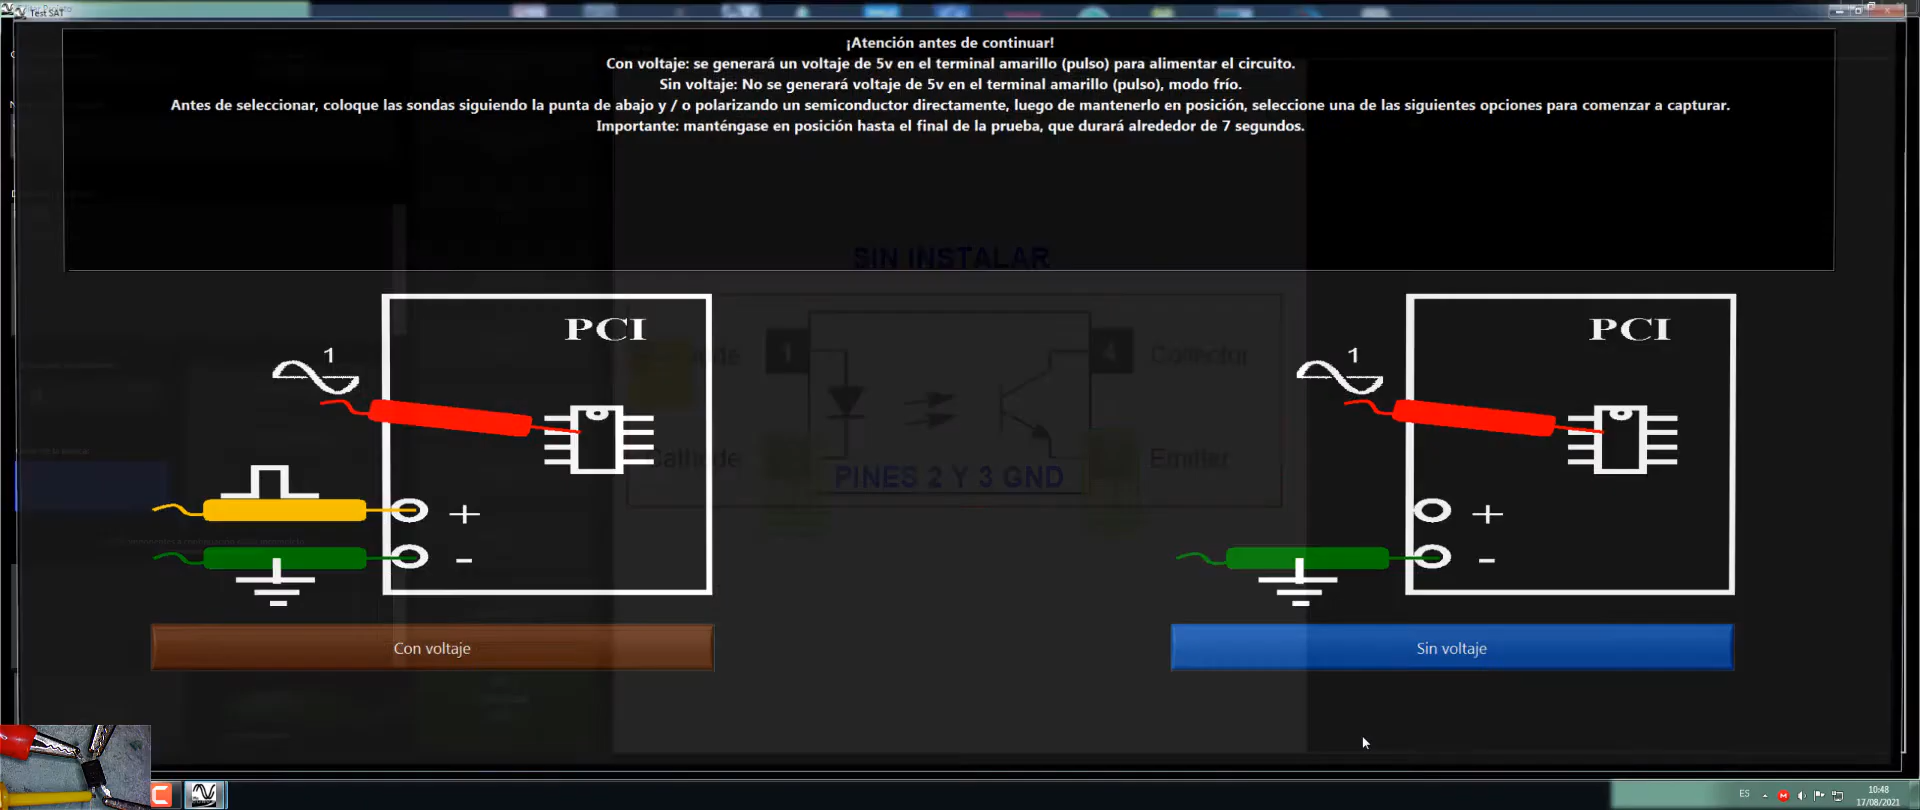 Test SAT
¡Atención antes de continuar!
Con voltaje: se generará un voltaje de 5v en el terminal amarillo (pulso) para alimentar el circuito.
Sin voltaje: No se generará voltaje de 5v en el terminal amarillo (pulso), modo frío.
Antes de seleccionar, coloque las sondas siguiendo la punta de abajo y / o polarizando un semiconductor directamente, luego de mantenerlo en posición, seleccione una de las siguientes opciones para comenzar a capturar.
Importante: manténgase en posición hasta el final de la prueba, que durará alrededor de 7 segundos.
SIN INSTALAR
PCI
1
+
-
1
4
Collector
Cathode
Emitter
PINES 2 Y 3 GND
PCI
1
+
-
Con voltaje
Sin voltaje
ES
10:48
17/08/2021